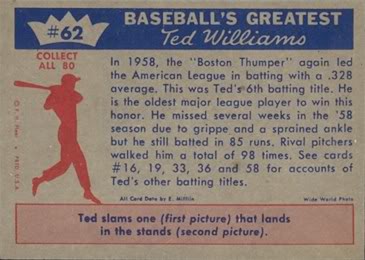 #62
BASEBALL'S GREATEST
Ted Williams
COLLECT
ALL 80
In 1958, the "Boston Thumper" again led
the American League in batting with a .328
average. This was Ted's 6th batting title. He
is the oldest major league player to win this
honor. He missed several weeks in the '58
season due to grippe and a sprained ankle
but he still batted in 85 runs. Rival pitchers
walked him a total of 98 times. See cards
#16, 19, 33, 36 and 58 for accounts of
Ted's other batting titles.
PRTD. U.S.A.
All Card Data by E. Mifflin
Wide World Photo
Ted slams one (first picture) that lands
in the stands (second picture).